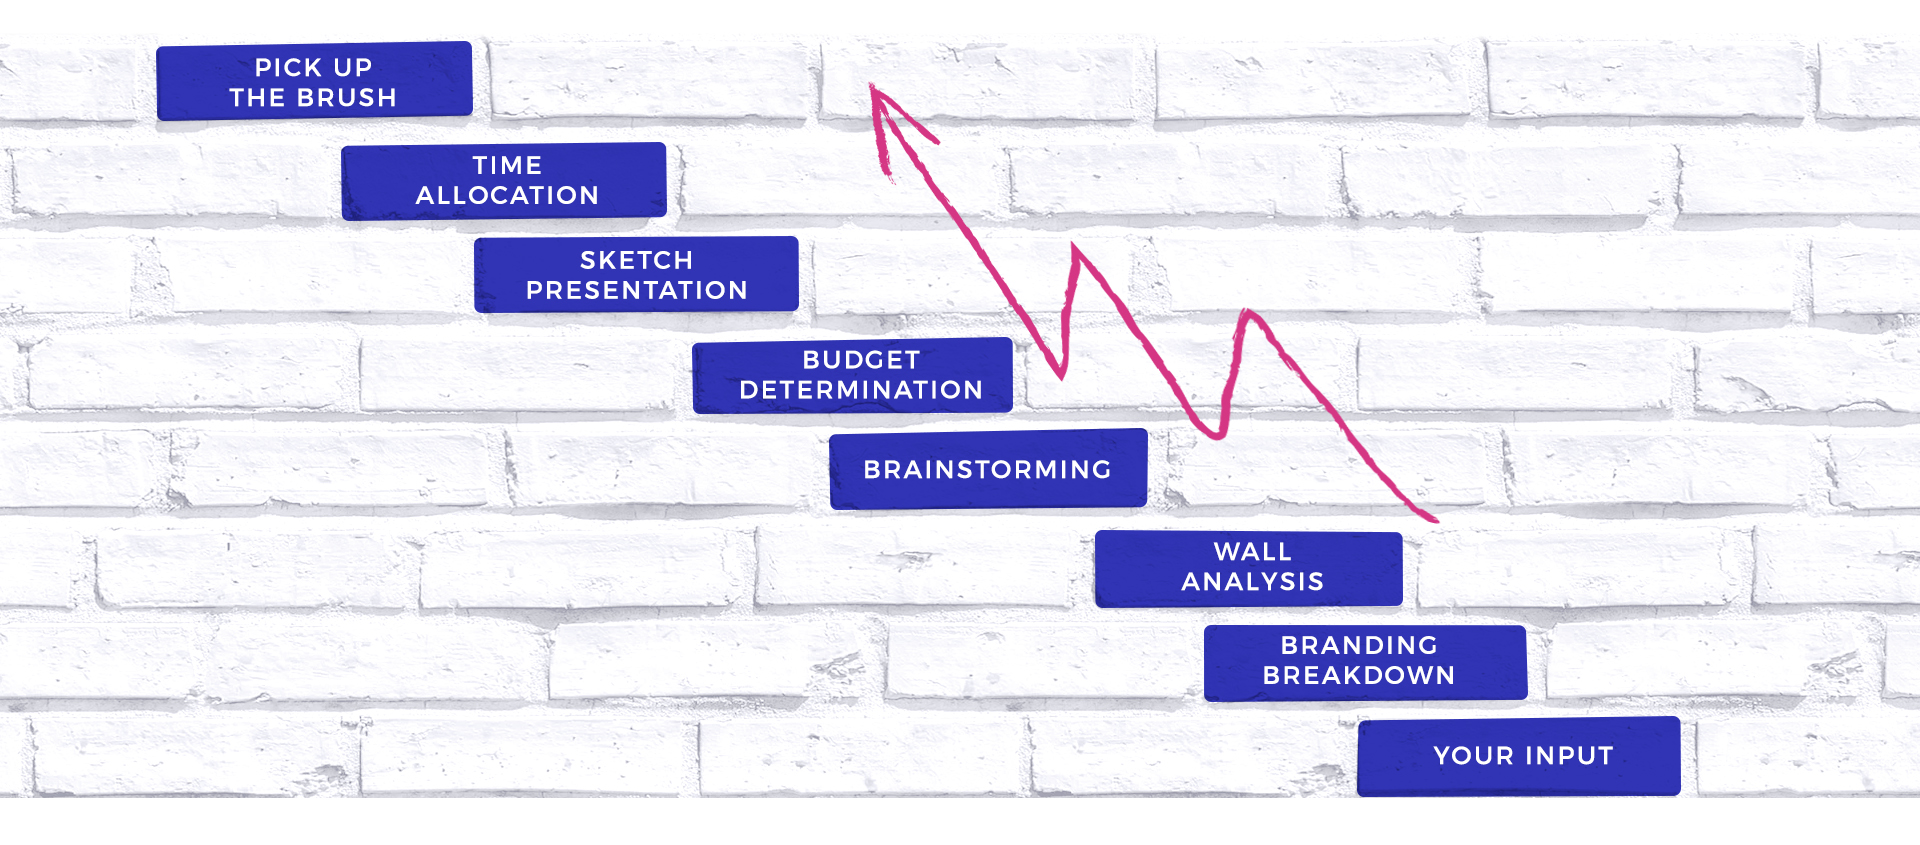 PICK UP
THE BRUSH
TIME
ALLOCATION
SKETCH
PRESENTATION
BUDGET
DETERMINATION
BRAINSTORMING
WALL
ANALYSIS
BRANDING
BREAKDOWN
YOUR INPUT